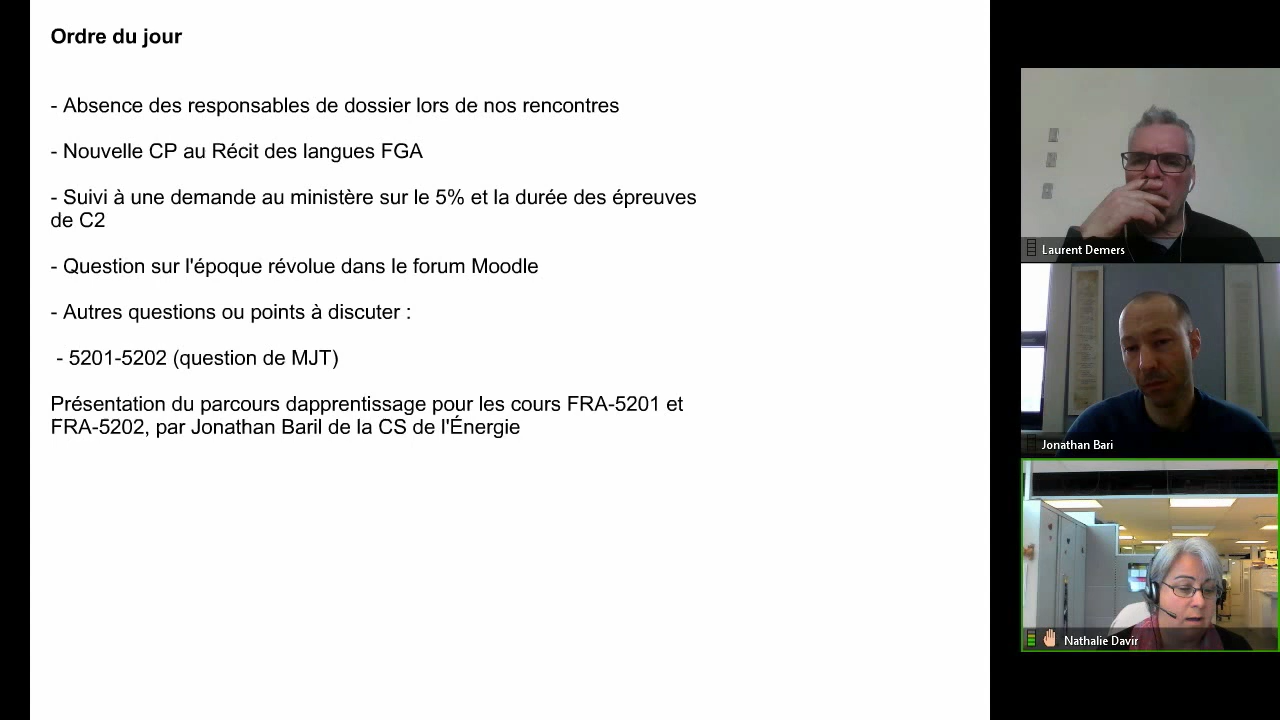 Ordre du jour
- Absence des responsables de dossier lors de nos rencontres
- Nouvelle CP au Récit des langues FGA
- Suivi à une demande au ministère sur le 5% et la durée des épreuves
de C2
- Question sur l'époque révolue dans le forum Moodle
- Autres questions ou points à discuter :
- 5201-5202 (question de MJT)
Présentation du parcours dapprentissage pour les cours FRA-5201 et
FRA-5202, par Jonathan Baril de la CS de l'Énergie
Laurent Demers
Jonathan Bari
Nathalie Davir